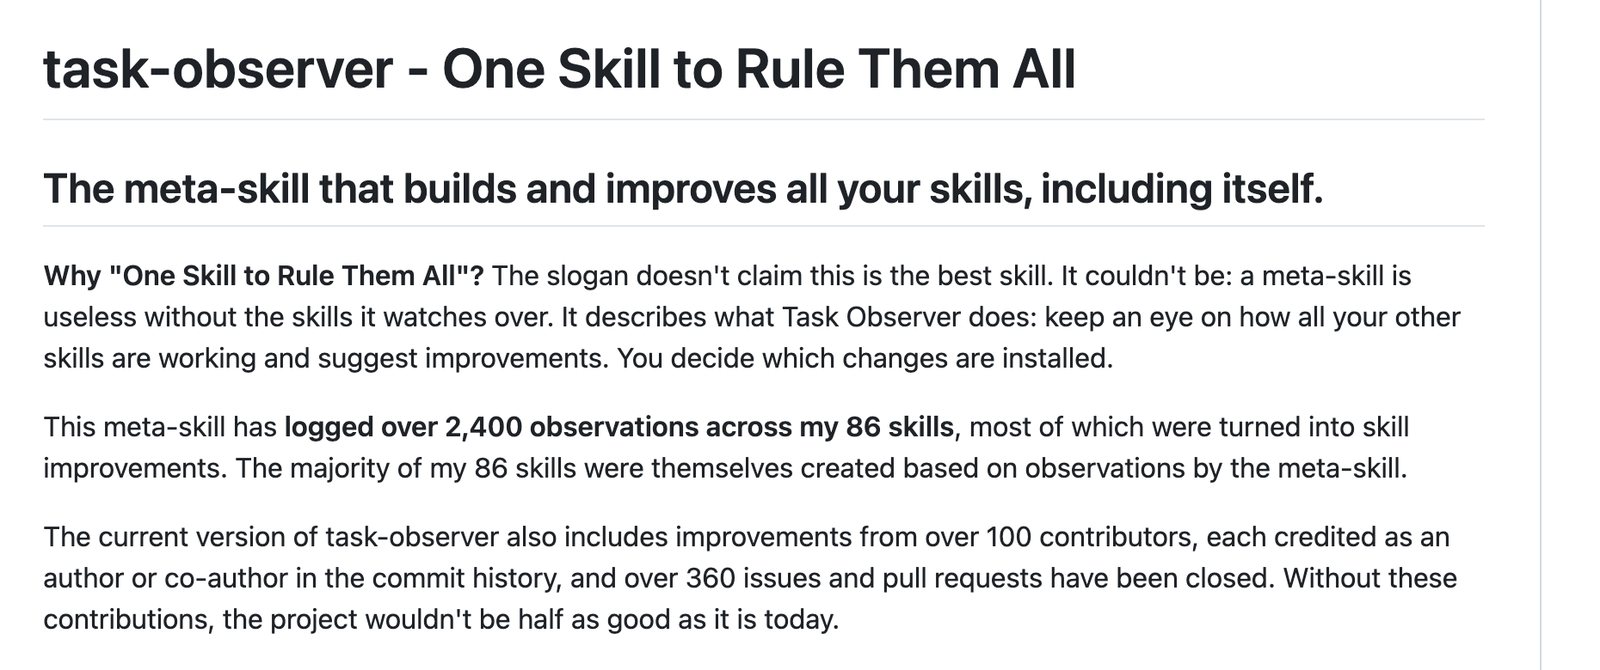 task-observer - One Skill to Rule Them All
The meta-skill that builds and improves all your skills, including itself.
Why "One Skill to Rule Them All"? The slogan doesn't claim this is the best skill. It couldn't be: a meta-skill is
useless without the skills it watches over. It describes what Task Observer does: keep an eye on how all your other
skills are working and suggest improvements. You decide which changes are installed.
This meta-skill has logged over 2,400 observations across my 86 skills, most of which were turned into skill
improvements. The majority of my 86 skills were themselves created based on observations by the meta-skill.
The current version of task-observer also includes improvements from over 100 contributors, each credited as an
author or co-author in the commit history, and over 360 issues and pull requests have been closed. Without these
contributions, the project wouldn't be half as good as it is today.